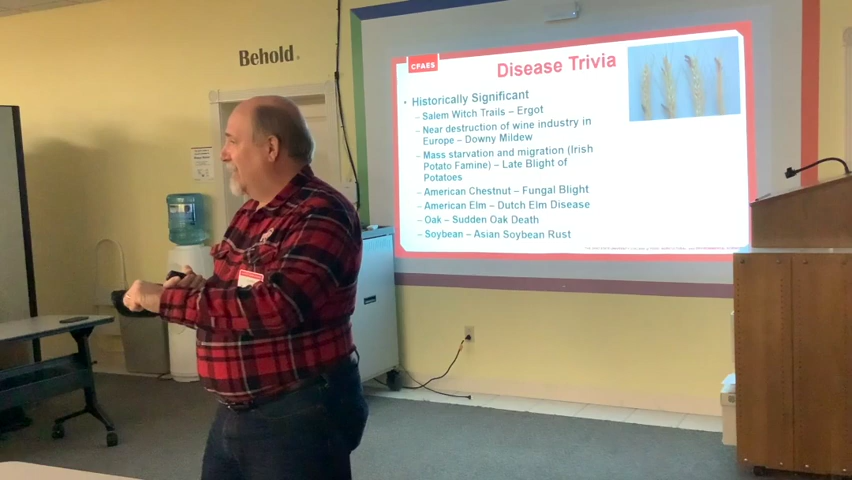 Behold.
CFAES
Disease Trivia
• Historically Significant
– Salem Witch Trails – Ergot
– Near destruction of wine industry in
Europe – Downy Mildew
– Mass starvation and migration (Irish
Potato Famine) – Late Blight of
Potatoes
– American Chestnut – Fungal Blight
– American Elm – Dutch Elm Disease
– Oak – Sudden Oak Death
– Soybean – Asian Soybean Rust